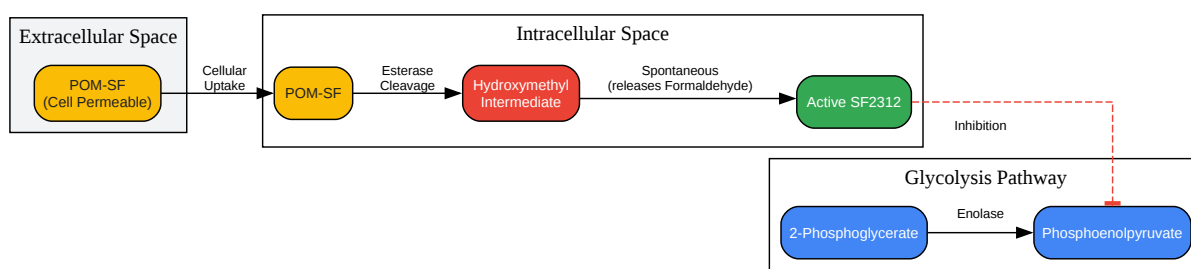 Extracellular Space
POM-SF
(Cell Permeable)
Cellular
Uptake
Intracellular Space
POM-SF
Esterase
Cleavage
Hydroxymethyl
Intermediate
Spontaneous
(releases Formaldehyde)
Active SF2312
Inhibition
Glycolysis Pathway
2-Phosphoglycerate
Enolase
Phosphoenolpyruvate